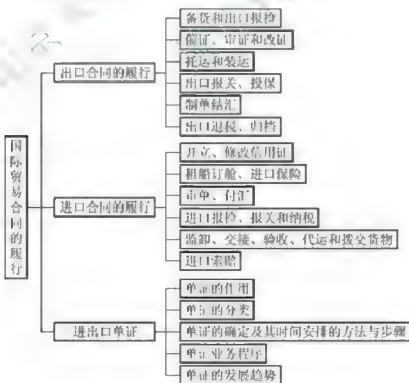 国际贸易合同的履行
出口合同的履行
备货和出口报检
催证、审证和改证
托运和装运
出口报关、投保
制单结汇
出口退税、归档
进口合同的履行
开立、修改信用证
租船订舱、进口保险
审单、付汇
进口报检、报关和纳税
监卸、交接、验收、代运和拨交货物
进口索赔
进出口单证
单证的作用
单证的分类
单证的确定及其时间安排的方法与步骤
单证业务程序
单证的发展趋势